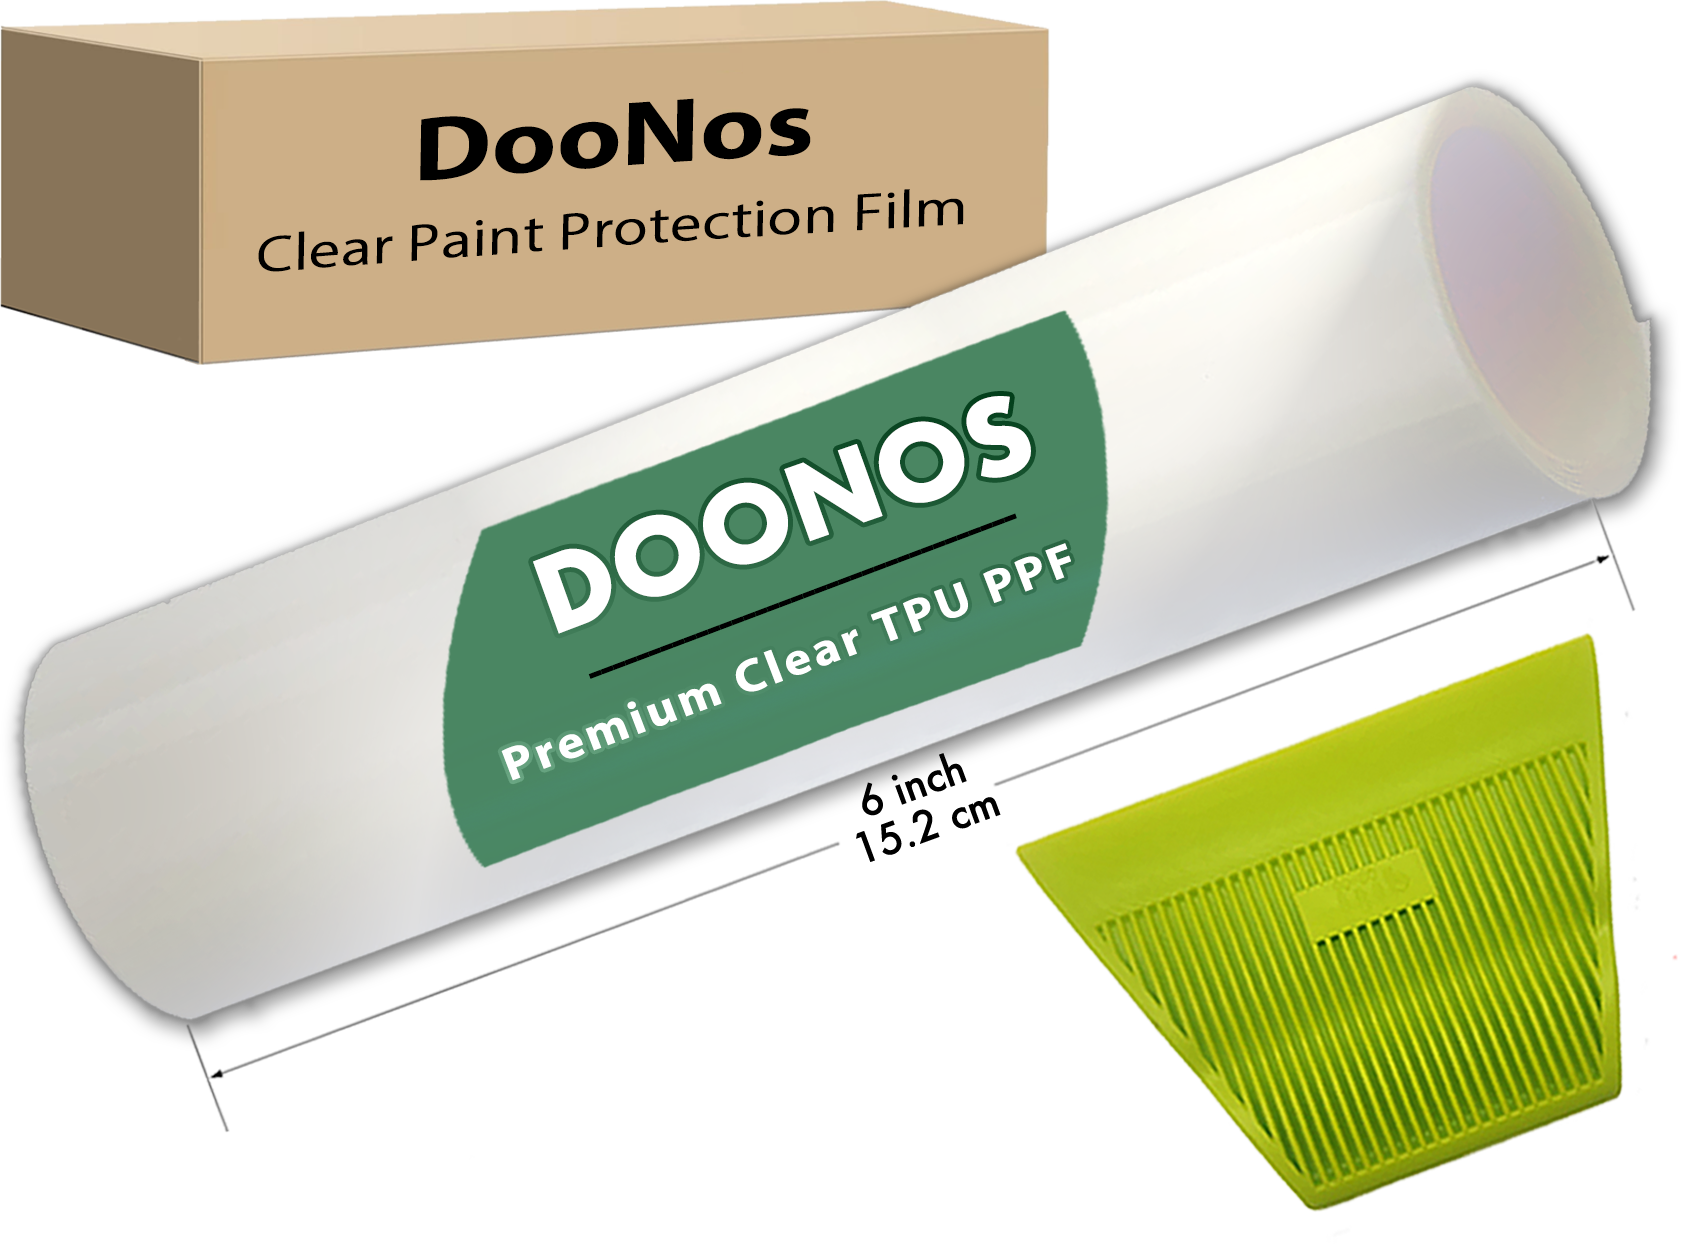 DooNos
Clear Paint Protection Film
DOONOS
Premium Clear TPU PPF
6 inch
15.2 cm